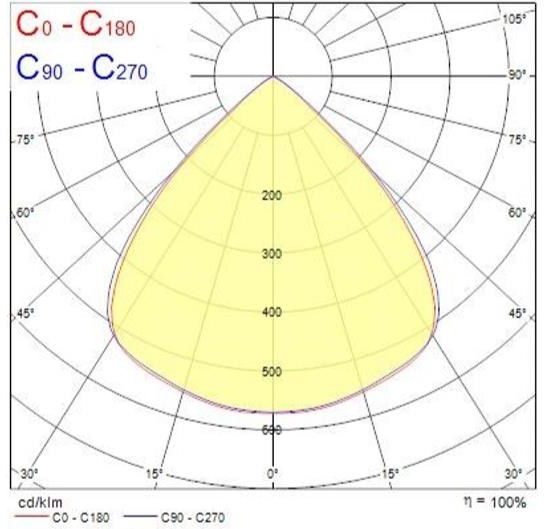 C0 - C180
C90 - C270
105°
90°
75° 75°
200
60° 60°
300
45° 400 45°
500
600
30° 15° 0° 15° 30°
cd/klm η = 100%
C0 - C180 C90 - C270